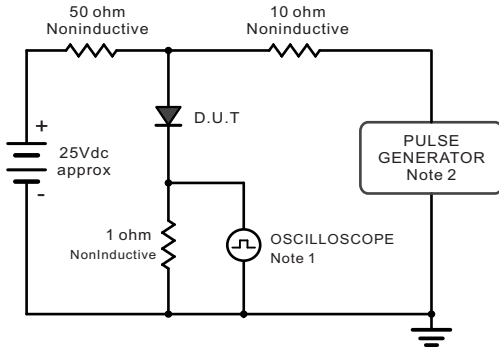 50 ohm
Noninductive
10 ohm
Noninductive
D.U.T
+
25Vdc
approx
-
PULSE
GENERATOR
Note 2
1 ohm
NonInductive
OSCILLOSCOPE
Note 1